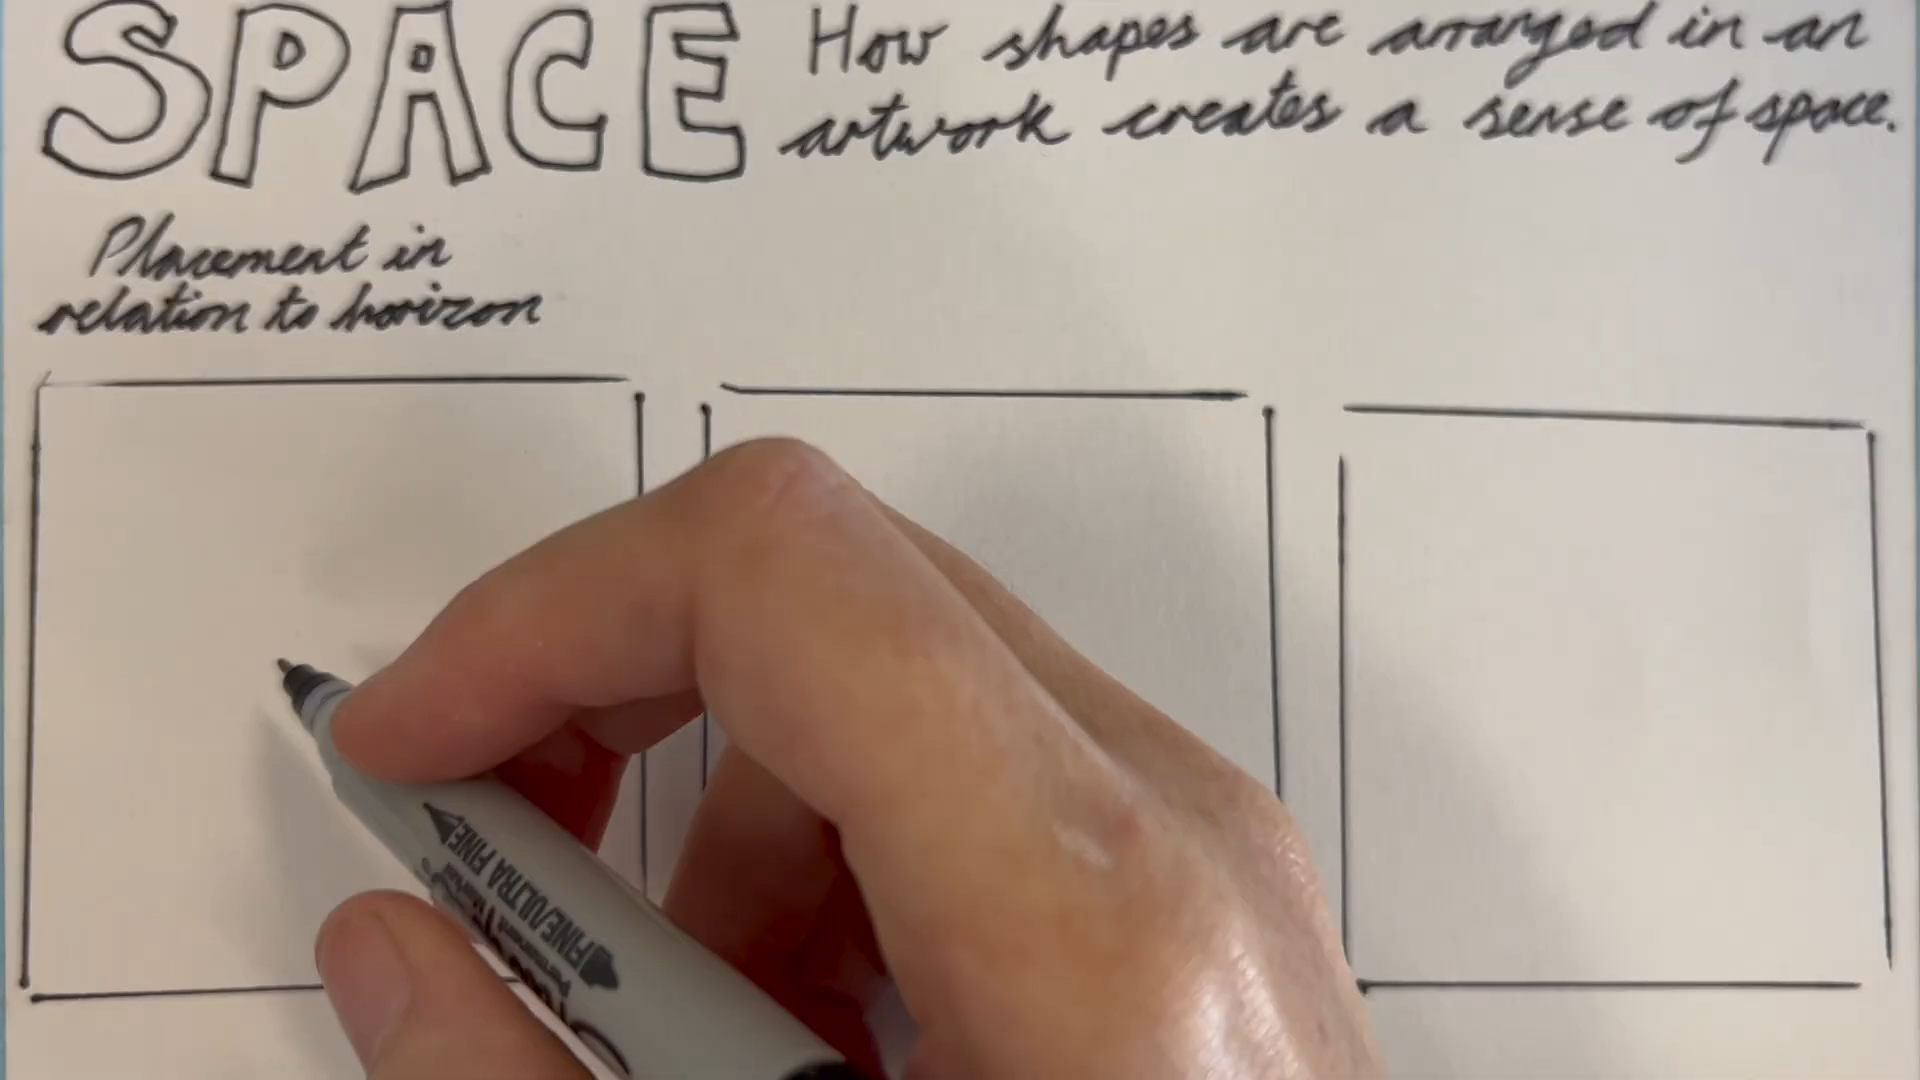 SPACE
How shapes are arranged in an
artwork creates a sense of space.
Placement in
relation to horizon
FINE/ULTRA FINE